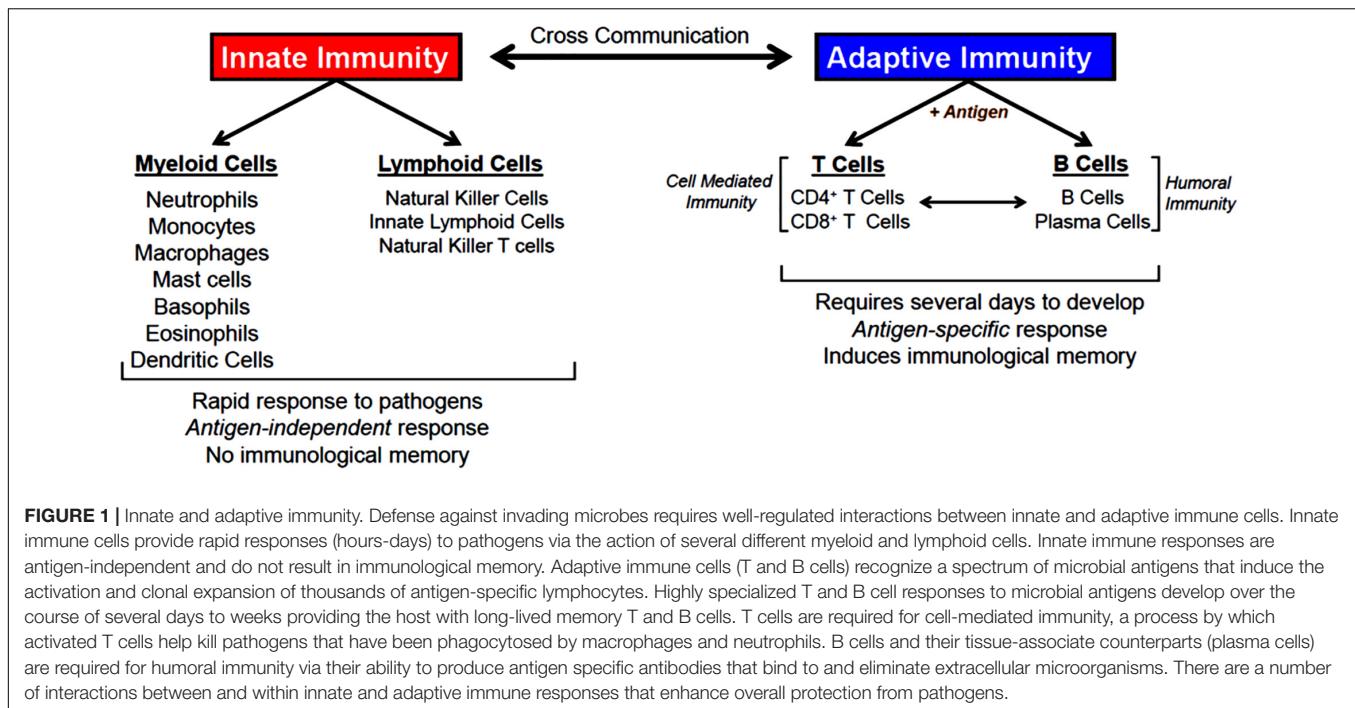 Cross Communication
Innate Immunity
Adaptive Immunity
+ Antigen
Myeloid Cells
Neutrophils
Monocytes
Macrophages
Mast cells
Basophils
Eosinophils
Dendritic Cells
Lymphoid Cells
Natural Killer Cells
Innate Lymphoid Cells
Natural Killer T cells
Rapid response to pathogens
Antigen-independent response
No immunological memory
Cell Mediated
Immunity
T Cells
CD4⁺ T Cells
CD8⁺ T Cells
B Cells
B Cells
Plasma Cells
Humoral
Immunity
Requires several days to develop
Antigen-specific response
Induces immunological memory
FIGURE 1 | Innate and adaptive immunity. Defense against invading microbes requires well-regulated interactions between innate and adaptive immune cells. Innate
immune cells provide rapid responses (hours-days) to pathogens via the action of several different myeloid and lymphoid cells. Innate immune responses are
antigen-independent and do not result in immunological memory. Adaptive immune cells (T and B cells) recognize a spectrum of microbial antigens that induce the
activation and clonal expansion of thousands of antigen-specific lymphocytes. Highly specialized T and B cell responses to microbial antigens develop over the
course of several days to weeks providing the host with long-lived memory T and B cells. T cells are required for cell-mediated immunity, a process by which
activated T cells help kill pathogens that have been phagocytosed by macrophages and neutrophils. B cells and their tissue-associate counterparts (plasma cells)
are required for humoral immunity via their ability to produce antigen specific antibodies that bind to and eliminate extracellular microorganisms. There are a number
of interactions between and within innate and adaptive immune responses that enhance overall protection from pathogens.